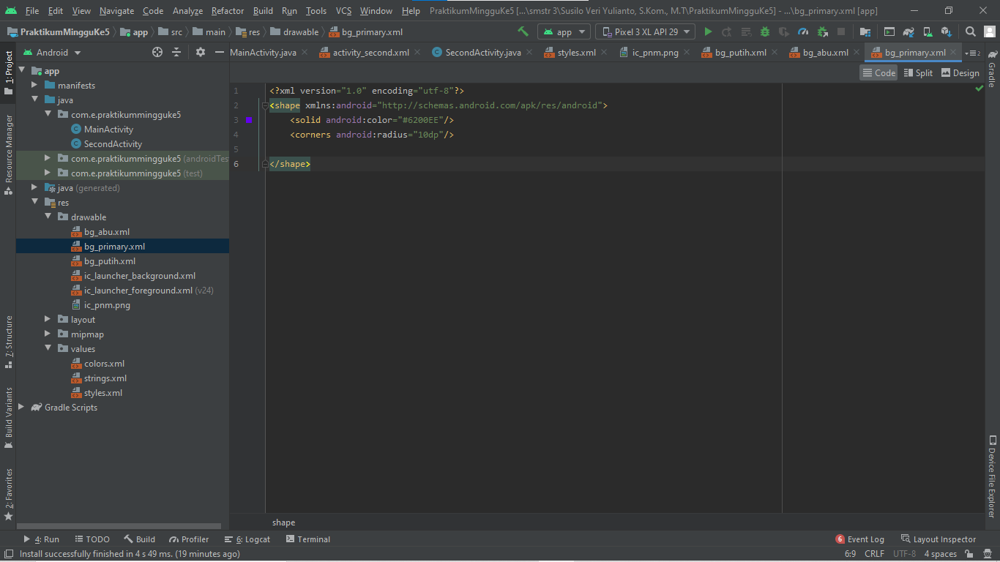 File Edit View Navigate Code Analyze Refactor Build Run Tools VCS Window Help PraktikumMingguKe5 [...\smstr 3\Susilo Veri Yulianto, S.Kom., M.T\PraktikumMingguKe5] - ...\bg_primary.xml [app]
PraktikumMingguKe5 app src main res drawable bg_primary.xml app Pixel 3 XL API 29
Android MainActivity.java activity_second.xml SecondActivity.java styles.xml ic_pnm.png bg_putih.xml bg_abu.xml bg_primary.xml 2
Code Split Design
1: Project
Resource Manager
7: Structure
Build Variants
2: Favorites
app
manifests
java
com.e.praktikummingguke5
MainActivity
SecondActivity
com.e.praktikummingguke5 (androidTest
com.e.praktikummingguke5 (test)
java (generated)
res
drawable
bg_abu.xml
bg_primary.xml
bg_putih.xml
ic_launcher_background.xml
ic_launcher_foreground.xml (v24)
ic_pnm.png
layout
mipmap
values
colors.xml
strings.xml
styles.xml
Gradle Scripts
1 <?xml version="1.0" encoding="utf-8"?>
2 <shape xmlns:android="http://schemas.android.com/apk/res/android">
3 <solid android:color="#6200EE"/>
4 <corners android:radius="10dp"/>
5
6 </shape>
shape
Gradle
Device File Explorer
4: Run TODO Build Profiler 6: Logcat Terminal 6 Event Log Layout Inspector
Install successfully finished in 4 s 49 ms. (19 minutes ago) 6:9 CRLF UTF-8 4 spaces